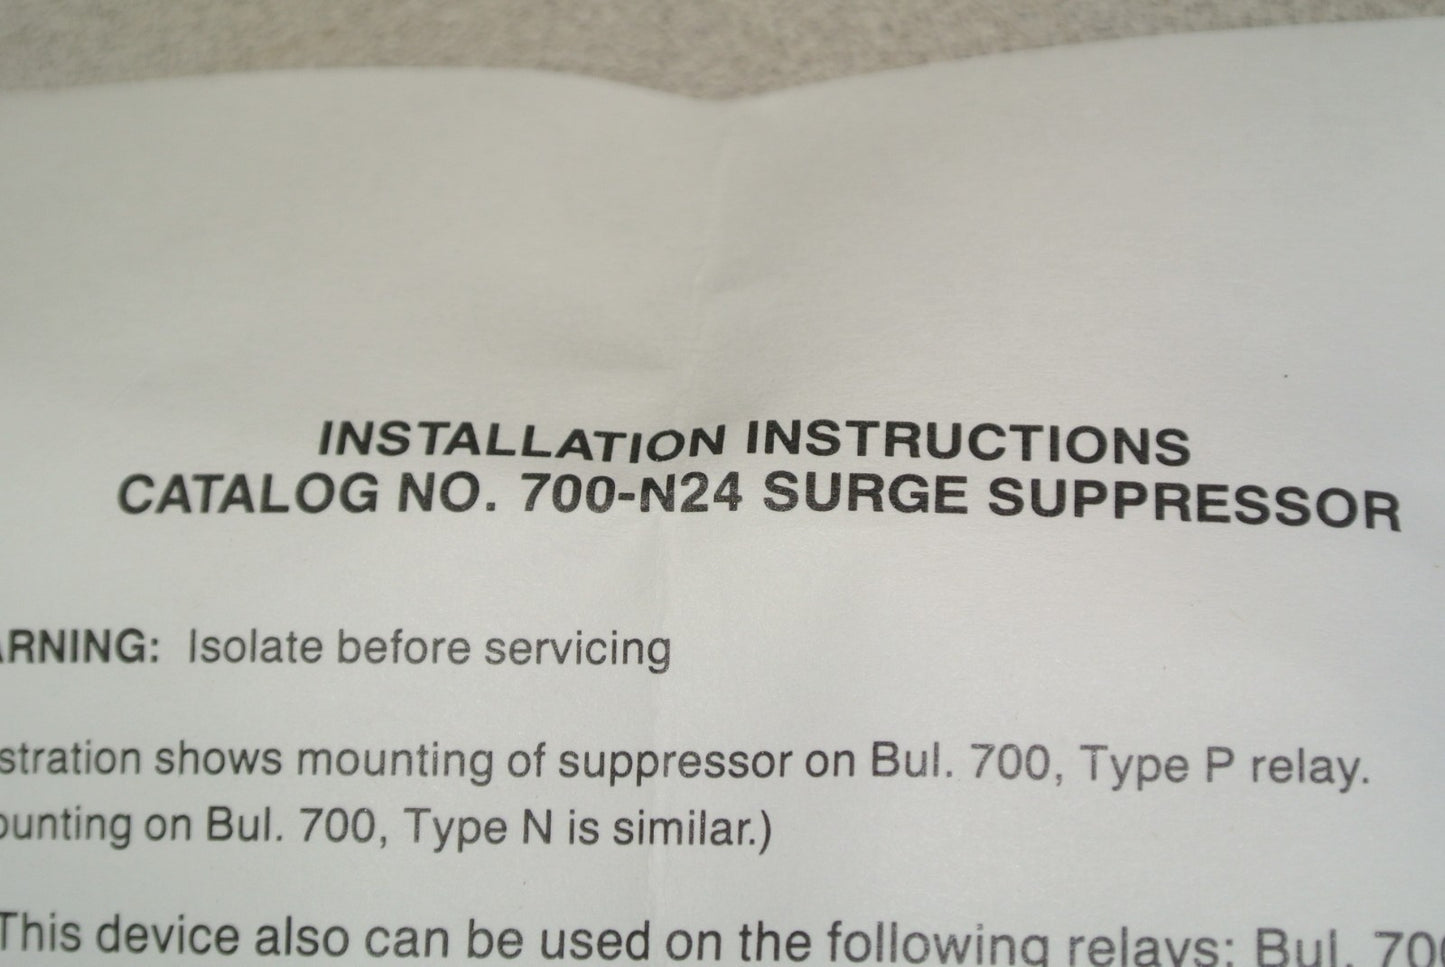 INSTALLATION INSTRUCTIONS
CATALOG NO. 700-N24 SURGE SUPPRESSOR
ARNING: Isolate before servicing
stration shows mounting of suppressor on Bul. 700, Type P relay.
ounting on Bul. 700, Type N is similar.)
This device also can be used on the following relays: Bul. 700